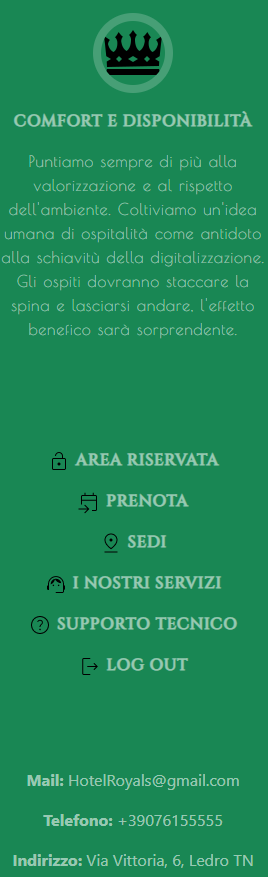 COMFORT E DISPONIBILITÀ
Puntiamo sempre di più alla
valorizzazione e al rispetto
dell'ambiente. Coltiviamo un'idea
umana di ospitalità come antidoto
alla schiavitù della digitalizzazione.
Gli ospiti dovranno staccare la
spina e lasciarsi andare, l'effetto
benefico sarà sorprendente.
AREA RISERVATA
PRENOTA
SEDI
I NOSTRI SERVIZI
SUPPORTO TECNICO
LOG OUT
Mail: HotelRoyals@gmail.com
Telefono: +39076155555
Indirizzo: Via Vittoria, 6, Ledro TN